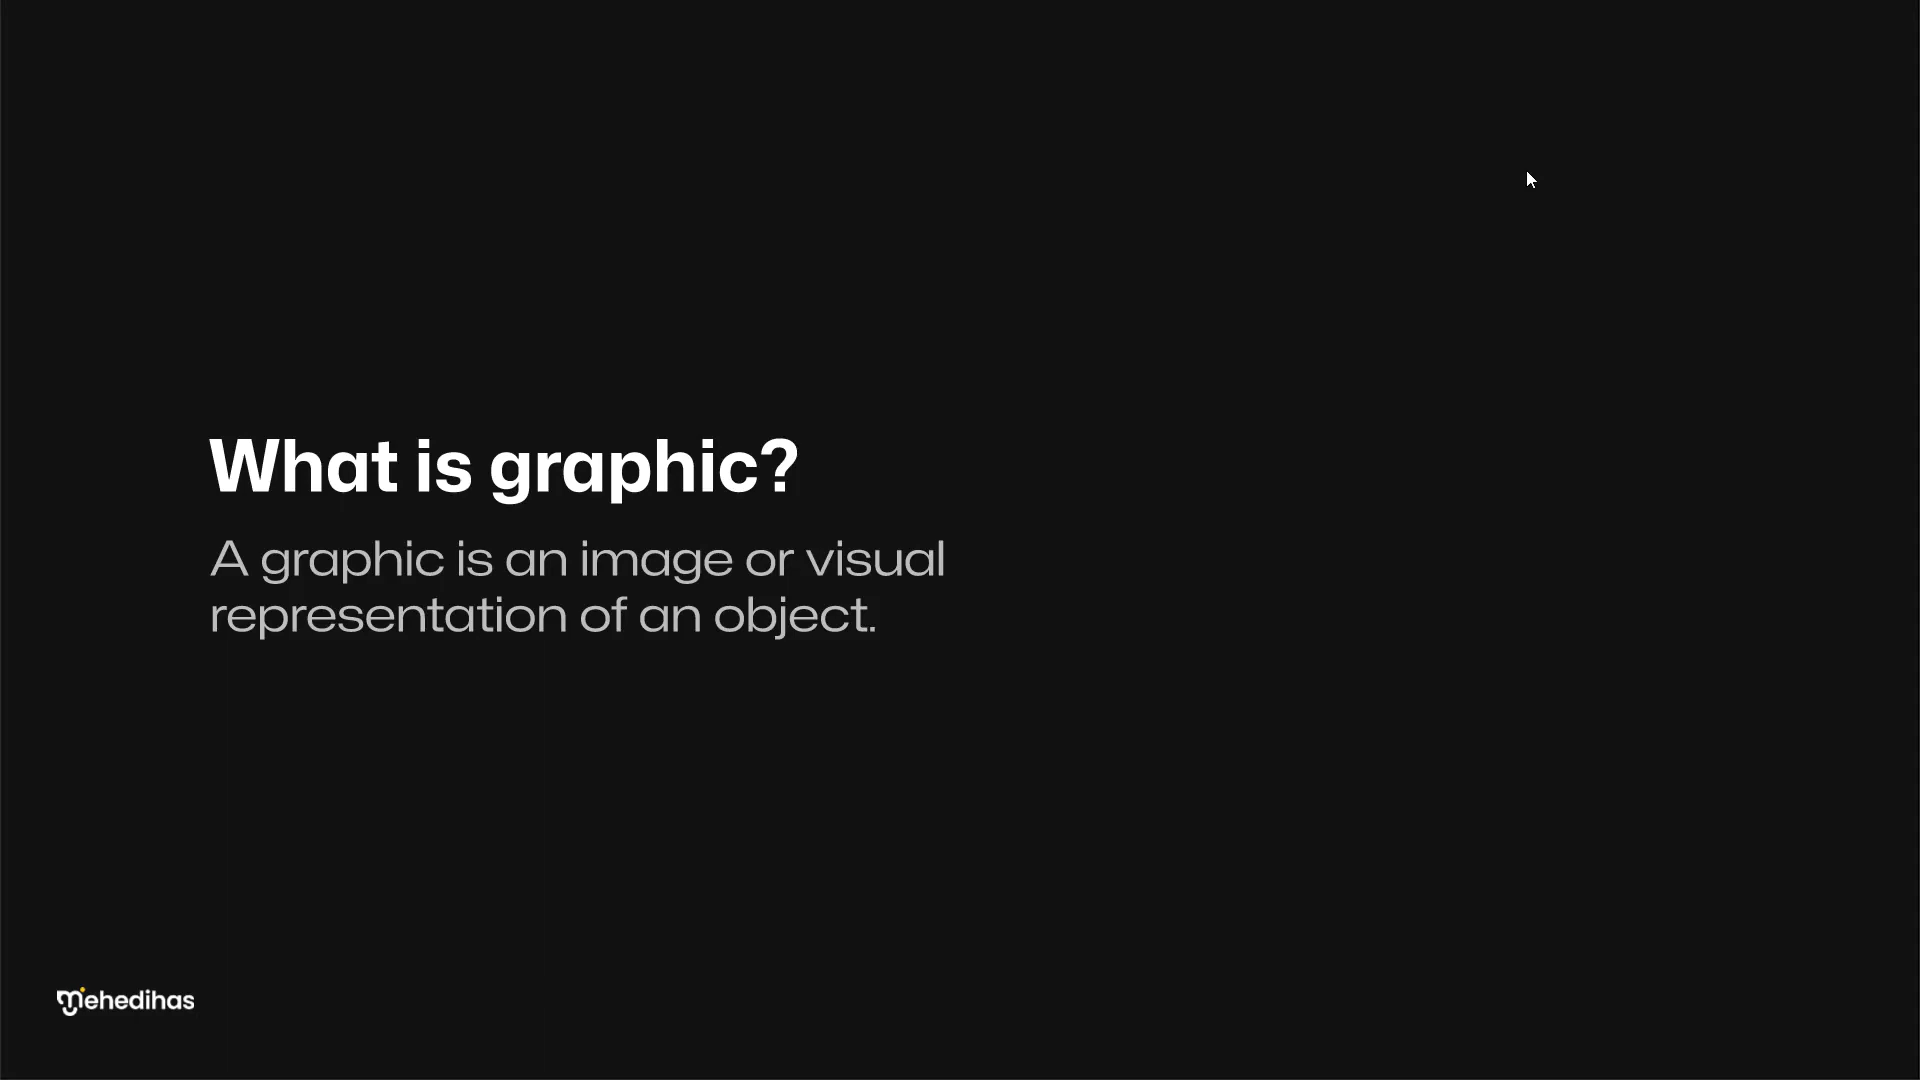 What is graphic?
A graphic is an image or visual
representation of an object.
mehedihas